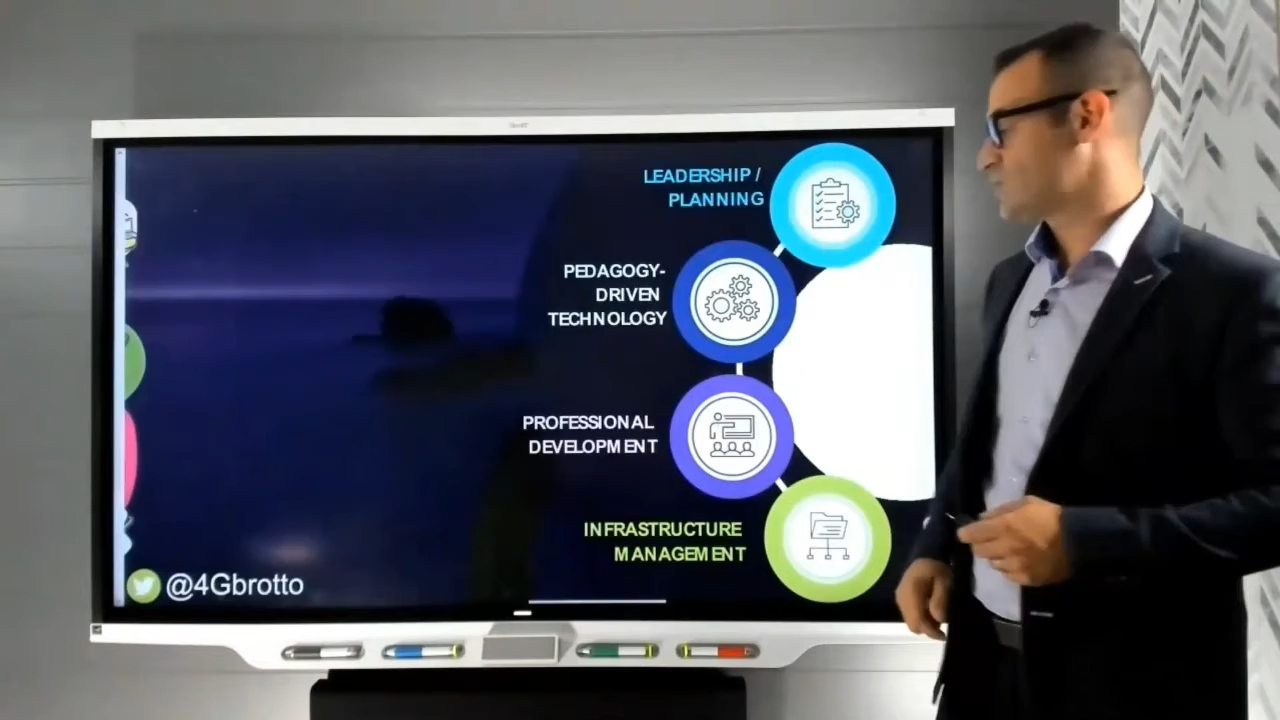 LEADERSHIP /
PLANNING
PEDAGOGY-
DRIVEN
TECHNOLOGY
PROFESSIONAL
DEVELOPMENT
INFRASTRUCTURE
MANAGEMENT
@4Gbrotto